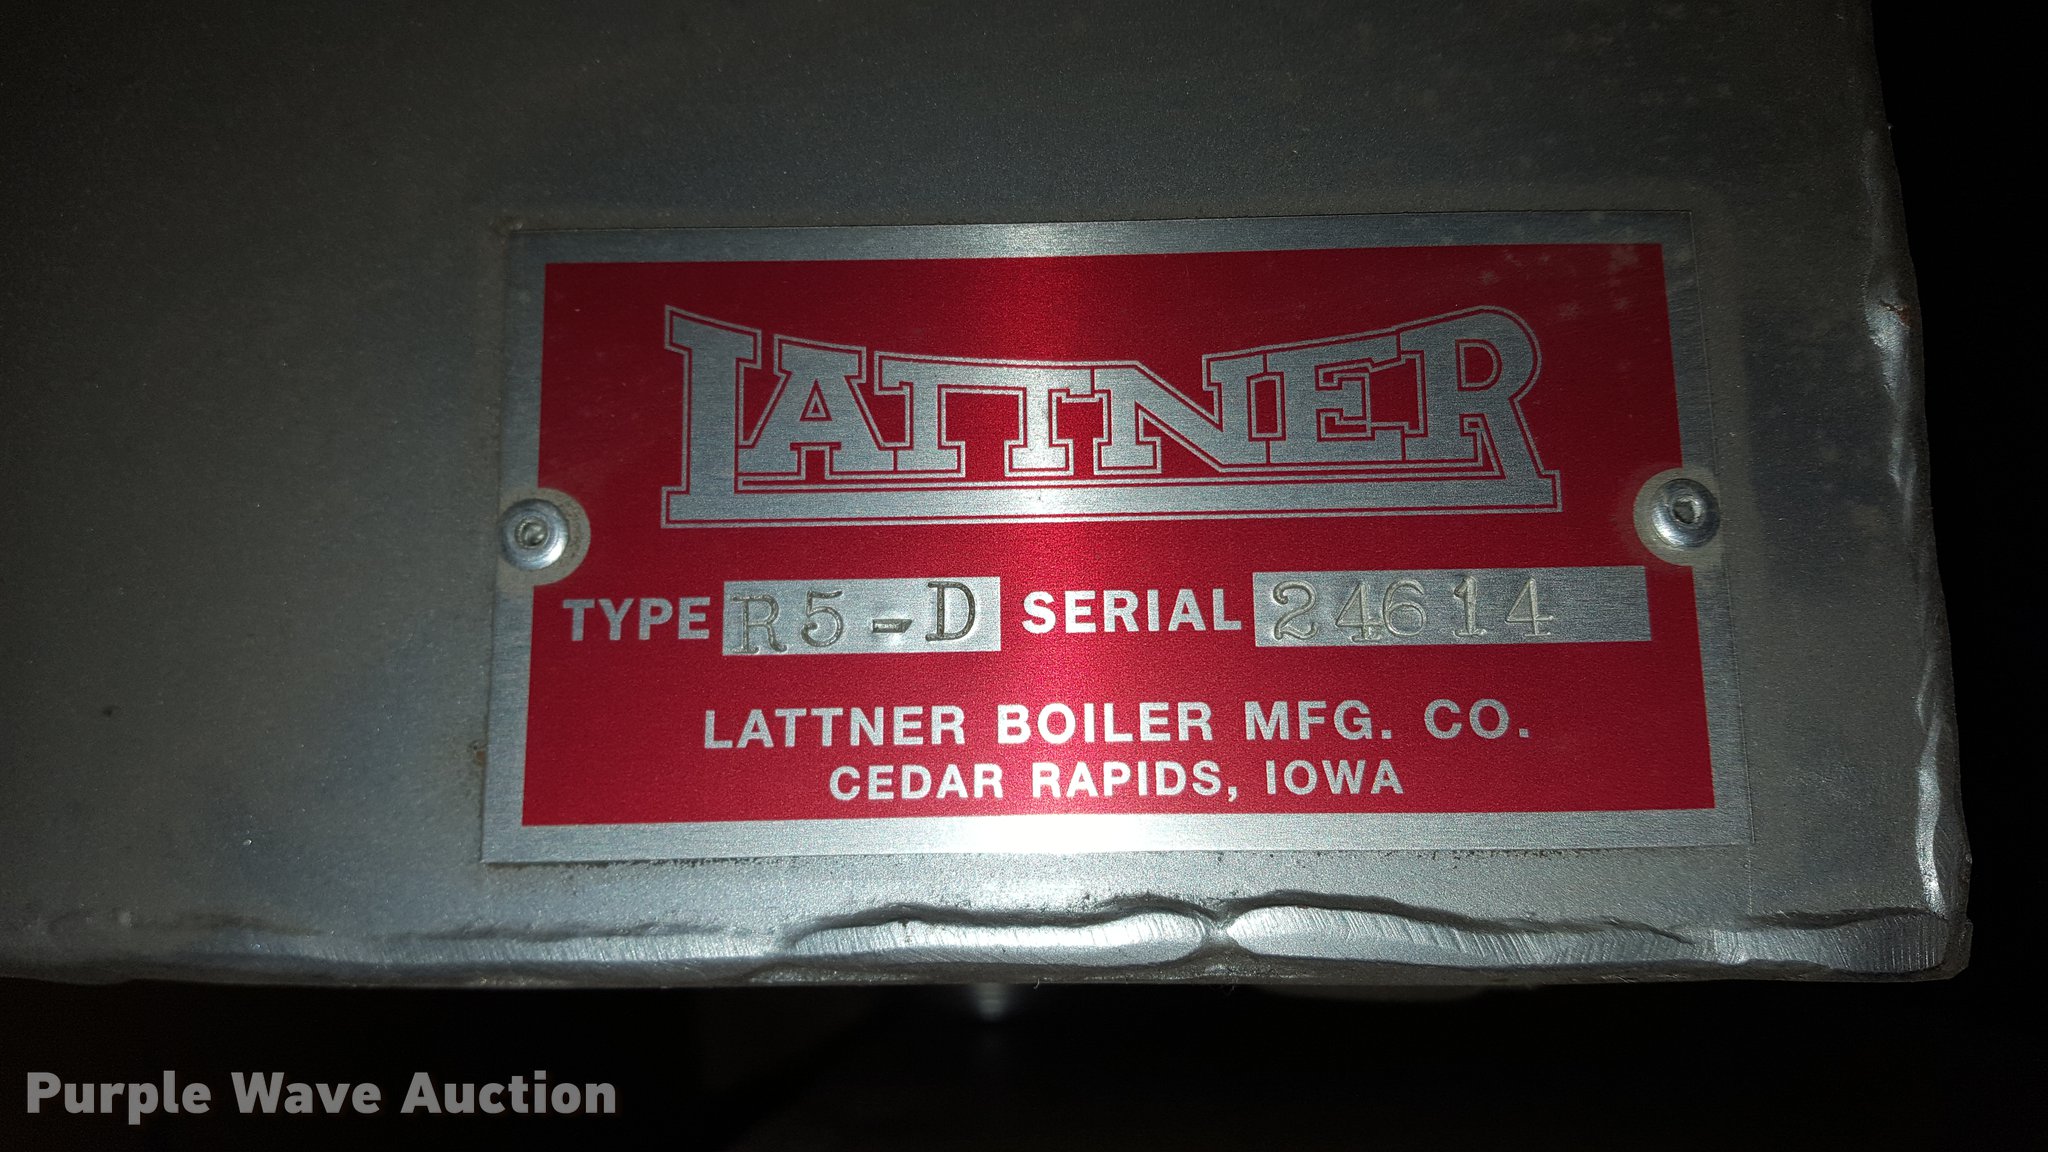 LATTNER
TYPE R5-D SERIAL 24614
LATTNER BOILER MFG. CO.
CEDAR RAPIDS, IOWA
Purple Wave Auction